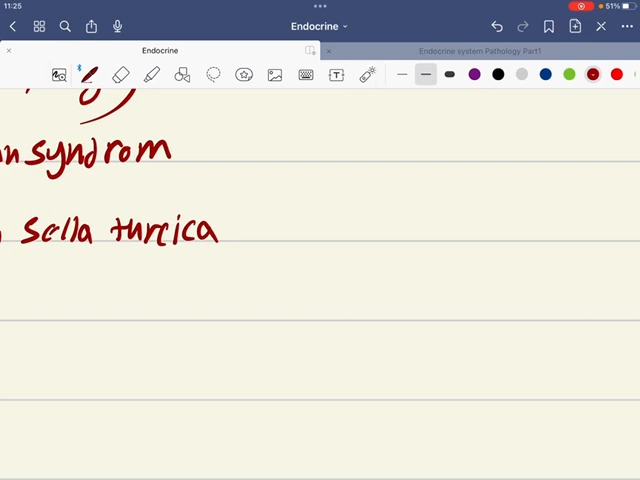 11:25
51%
Endocrine
Endocrine
Endocrine system Pathology Part1
syndrom
sella turcica